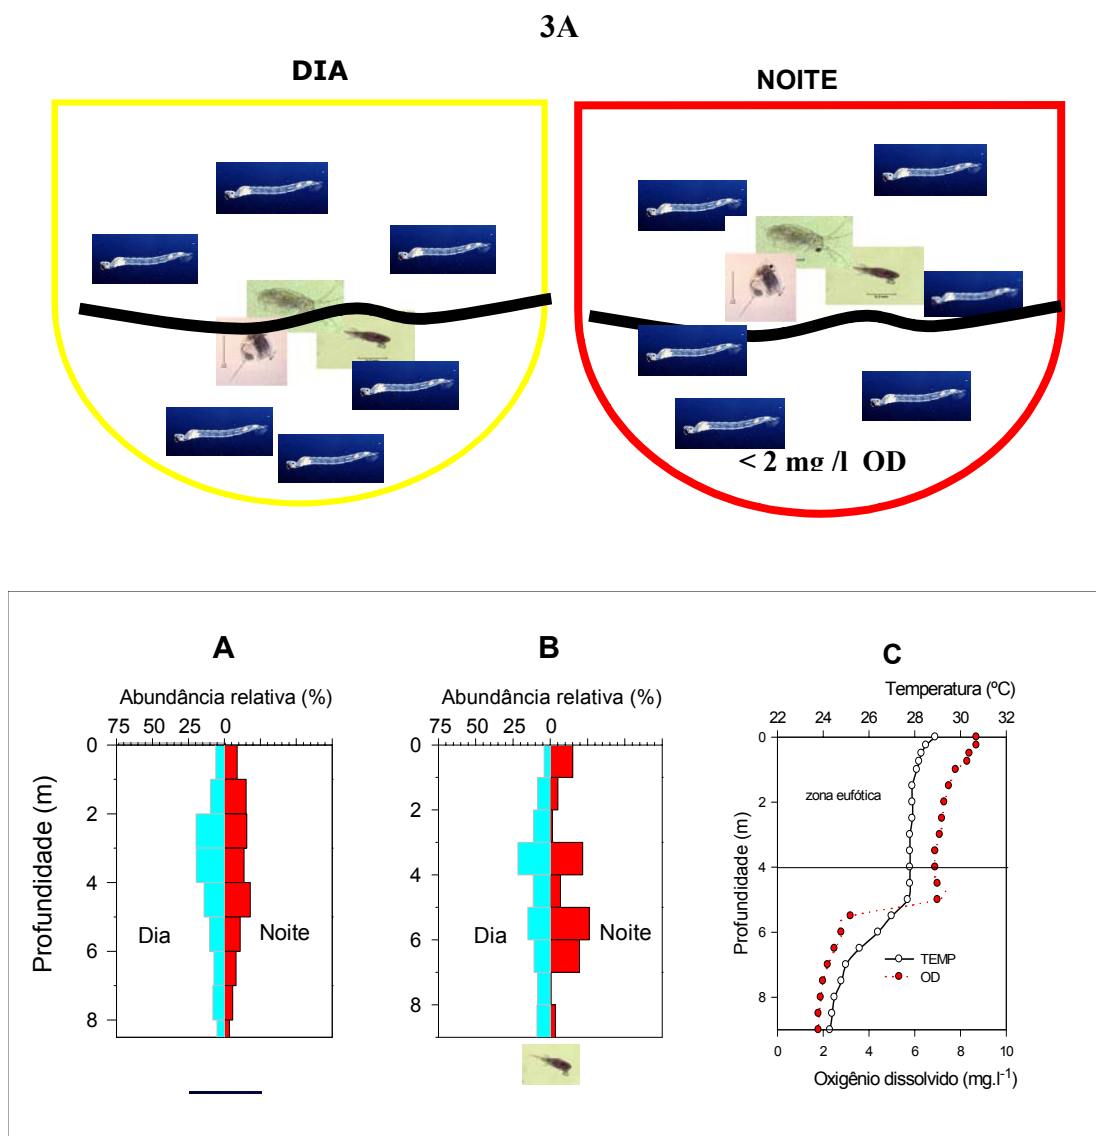 3A
DIA
NOITE
< 2 mg /l OD
A
B
C
Abundância relativa (%)
Abundância relativa (%)
Temperatura (ºC)
75 50 25 0
75 50 25 0
22 24 26 28 30 32
Profundidade (m)
0
2
4
6
8
Dia
Noite
0
2
4
6
8
Dia
Noite
Profundidade (m)
0
2
4
6
8
zona eufótica
TEMP
OD
0 2 4 6 8 10
Oxigênio dissolvido (mg.l-1)